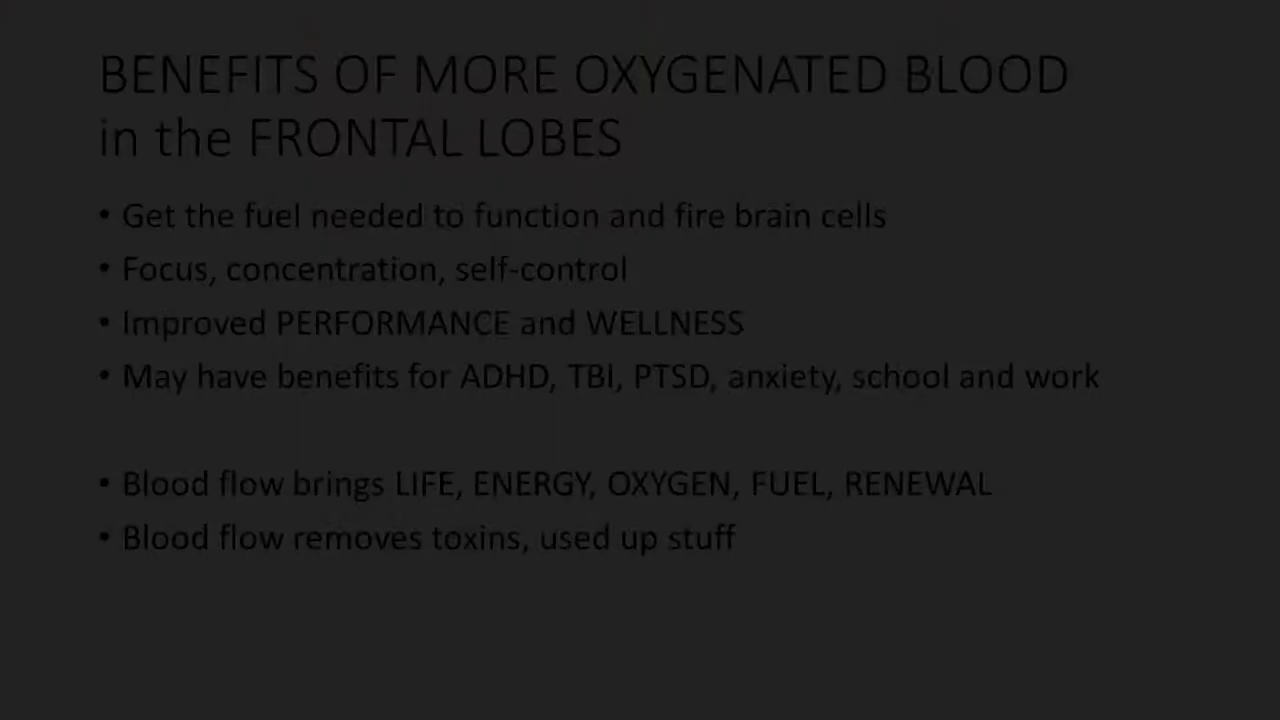 BENEFITS OF MORE OXYGENATED BLOOD
in the FRONTAL LOBES
• Get the fuel needed to function and fire brain cells
• Focus, concentration, self-control
• Improved PERFORMANCE and WELLNESS
• May have benefits for ADHD, TBI, PTSD, anxiety, school and work
• Blood flow brings LIFE, ENERGY, OXYGEN, FUEL, RENEWAL
• Blood flow removes toxins, used up stuff